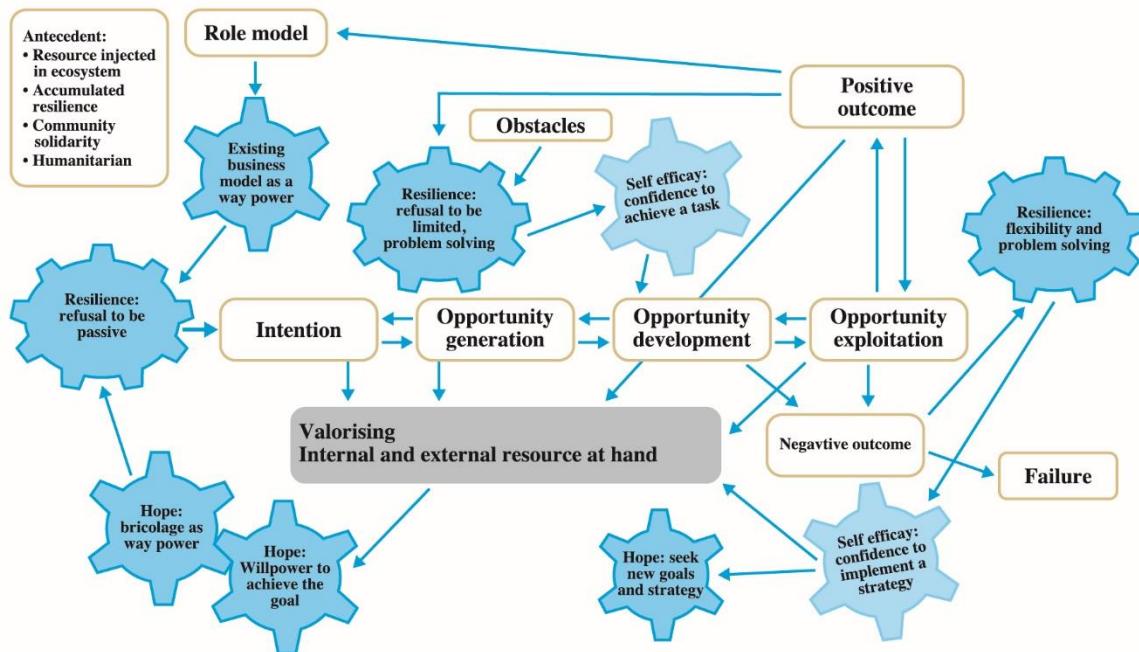 Antecedent:
• Resource injected
in ecosystem
• Accumulated
resilience
• Community
solidarity
• Humanitarian
Role model
Positive
outcome
Obstacles
Existing
business
model as a
way power
Resilience:
refusal to be
limited,
problem solving
Self efficay:
confidence to
achieve a task
Resilience:
flexibility and
problem solving
Resilience:
refusal to be
passive
Intention
Opportunity
generation
Opportunity
development
Opportunity
exploitation
Valorising
Internal and external resource at hand
Negavtive outcome
Failure
Hope:
bricolage as
way power
Hope:
Willpower to
achieve the
goal
Hope: seek
new goals
and strategy
Self efficay:
confidence to
implement a
strategy